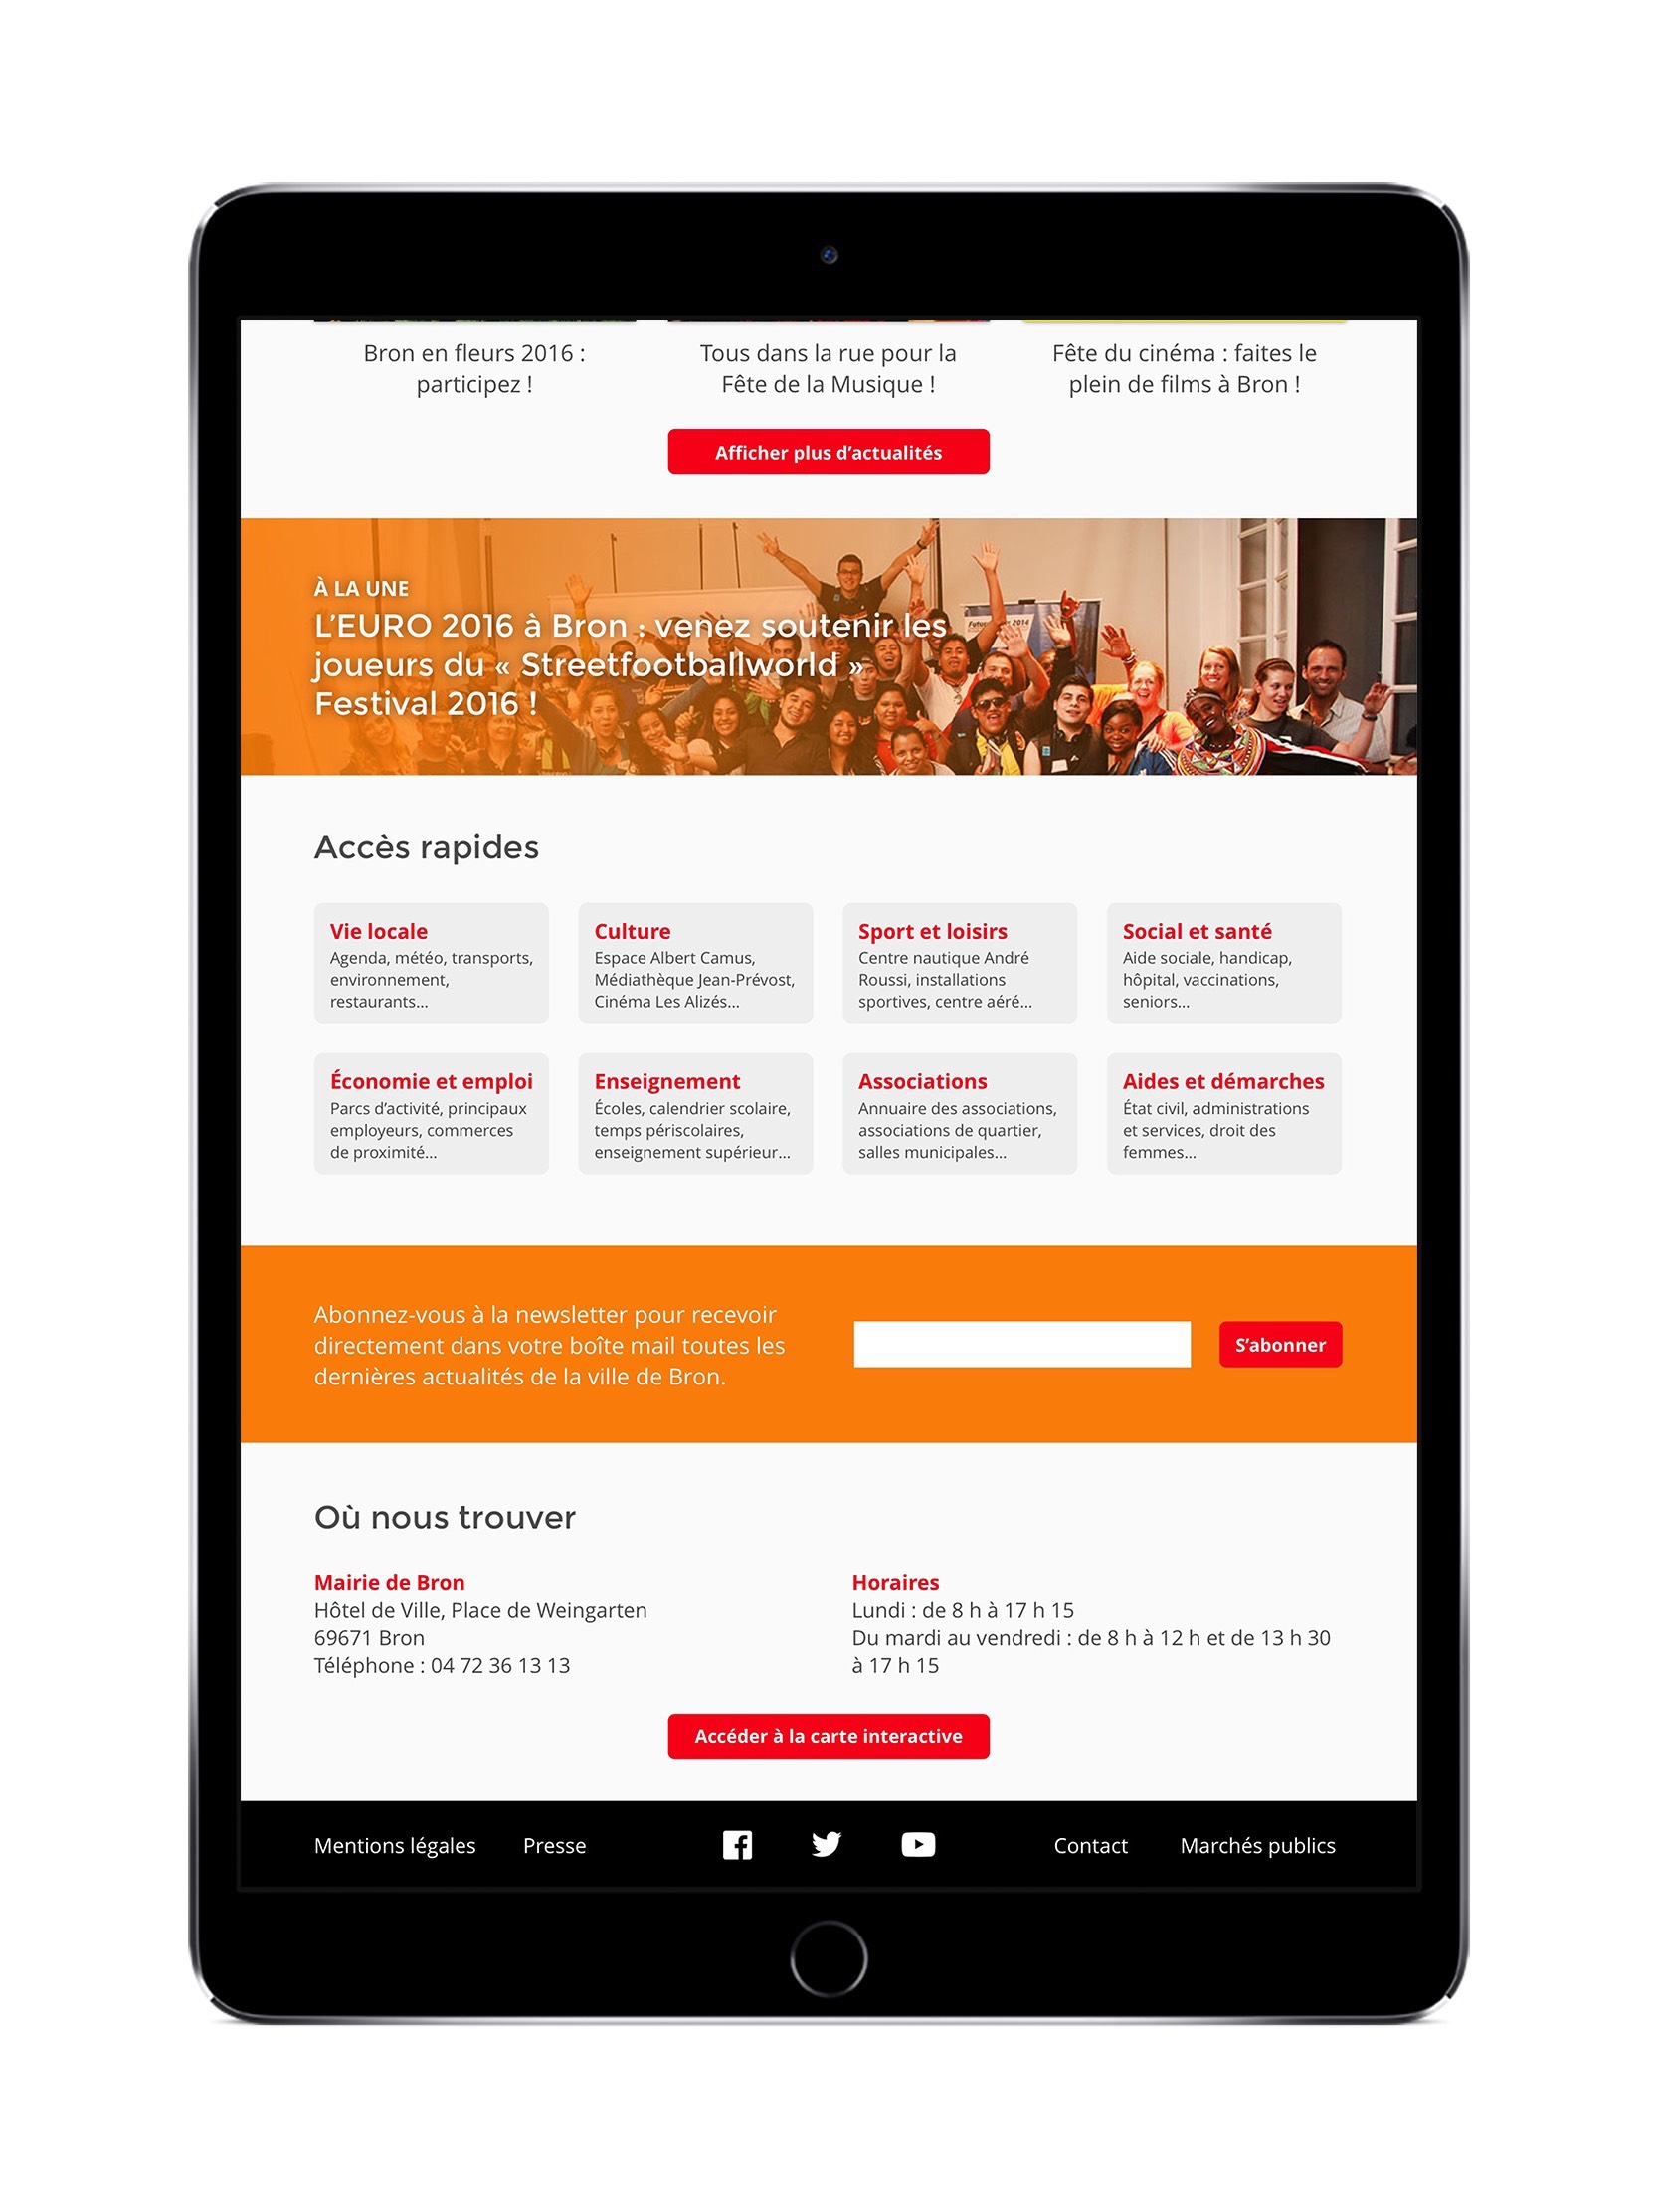 Bron en fleurs 2016 :
participez !
Tous dans la rue pour la
Fête de la Musique !
Fête du cinéma : faites le
plein de films à Bron !
Afficher plus d’actualités
À LA UNE
L’EURO 2016 à Bron : venez soutenir les
joueurs du « Streetfootballworld »
Festival 2016 !
2014
Accès rapides
Vie locale
Agenda, météo, transports,
environnement,
restaurants…
Culture
Espace Albert Camus,
Médiathèque Jean-Prévost,
Cinéma Les Alizés…
Sport et loisirs
Centre nautique André
Roussi, installations
sportives, centre aéré…
Social et santé
Aide sociale, handicap,
hôpital, vaccinations,
seniors…
Économie et emploi
Parcs d’activité, principaux
employeurs, commerces
de proximité…
Enseignement
Écoles, calendrier scolaire,
temps périscolaires,
enseignement supérieur…
Associations
Annuaire des associations,
associations de quartier,
salles municipales…
Aides et démarches
État civil, administrations
et services, droit des
femmes…
Abonnez-vous à la newsletter pour recevoir
directement dans votre boîte mail toutes les
dernières actualités de la ville de Bron.
S’abonner
Où nous trouver
Mairie de Bron
Hôtel de Ville, Place de Weingarten
69671 Bron
Téléphone : 04 72 36 13 13
Horaires
Lundi : de 8 h à 17 h 15
Du mardi au vendredi : de 8 h à 12 h et de 13 h 30
à 17 h 15
Accéder à la carte interactive
Mentions légales
Presse
Contact
Marchés publics